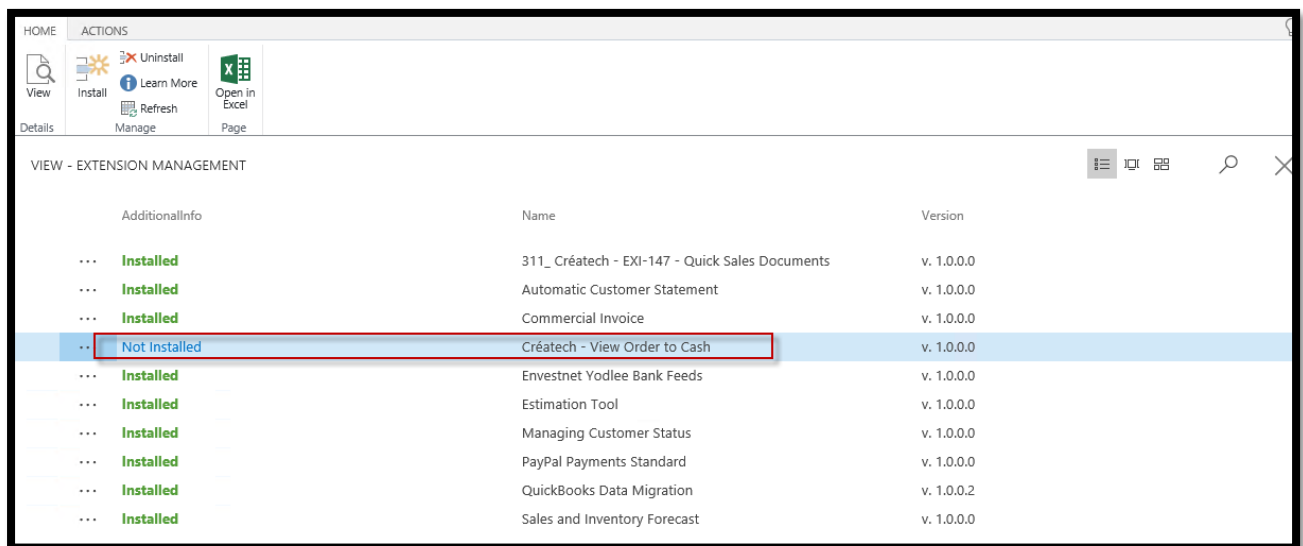 HOME ACTIONS
View
Install
Uninstall
Learn More
Refresh
Open in
Excel
Details Manage Page
VIEW - EXTENSION MANAGEMENT
AdditionalInfo Name Version
... Installed 311_ Créatech - EXI-147 - Quick Sales Documents v. 1.0.0.0
... Installed Automatic Customer Statement v. 1.0.0.0
... Installed Commercial Invoice v. 1.0.0.0
... Not Installed Créatech - View Order to Cash v. 1.0.0.0
... Installed Envestnet Yodlee Bank Feeds v. 1.0.0.0
... Installed Estimation Tool v. 1.0.0.0
... Installed Managing Customer Status v. 1.0.0.0
... Installed PayPal Payments Standard v. 1.0.0.0
... Installed QuickBooks Data Migration v. 1.0.0.2
... Installed Sales and Inventory Forecast v. 1.0.0.0